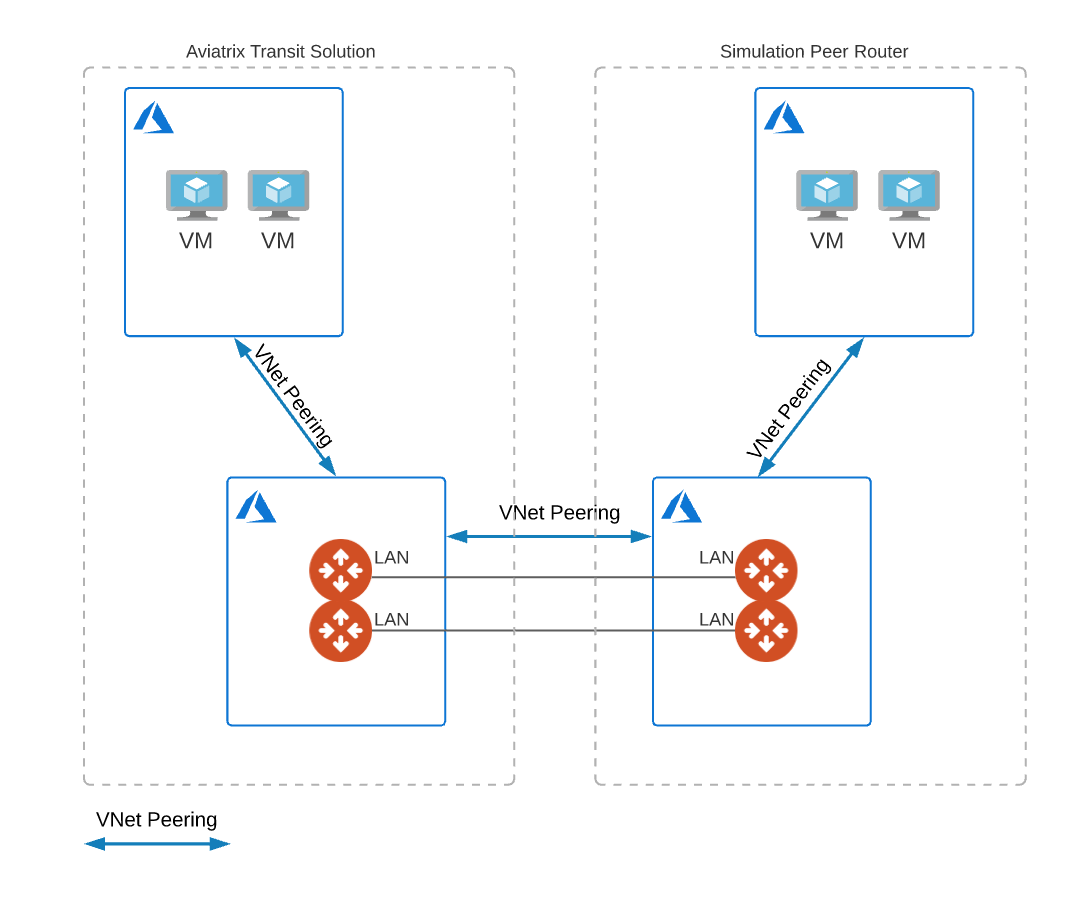 Aviatrix Transit Solution
Simulation Peer Router
VM VM
VM VM
VNet Peering
VNet Peering
VNet Peering
LAN
LAN
LAN
LAN
VNet Peering